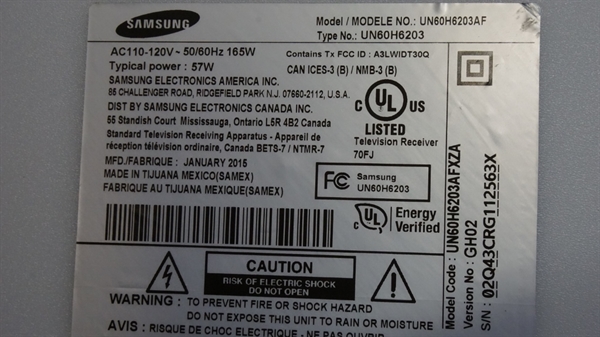 SAMSUNG
Model / MODELE NO.: UN60H6203AF
Type No.: UN60H6203
AC110-120V ~ 50/60Hz 165W
Typical power : 57W
Contains Tx FCC ID : A3LWIDT30Q
CAN ICES-3 (B) / NMB-3 (B)
SAMSUNG ELECTRONICS AMERICA INC.
85 CHALLENGER ROAD, RIDGEFIELD PARK N.J. 07660-2112, U.S.A.
DIST BY SAMSUNG ELECTRONICS CANADA INC.
55 Standish Court Mississauga, Ontario L5R 4B2 Canada
Standard Television Receiving Apparatus - Appareil de
réception télévision ordinaire, Canada BETS-7 / NTMR-7
MFD./FABRIQUE : JANUARY 2015
MADE IN TIJUANA MEXICO(SAMEX)
FABRIQUE AU TIJUANA MEXIQUE(SAMEX)
c UL US
LISTED
Television Receiver
70FJ
FC Samsung
UN60H6203
c UL Energy
Verified
CAUTION
RISK OF ELECTRIC SHOCK
DO NOT OPEN
WARNING : TO PREVENT FIRE OR SHOCK HAZARD
DO NOT EXPOSE THIS UNIT TO RAIN OR MOISTURE
AVIS : RISQUE DE CHOC ELECTRIQUE - NE PAS
Model Code : UN60H6203AFXZA
Version No : GH02
S/N : 02Q43CRG112563X